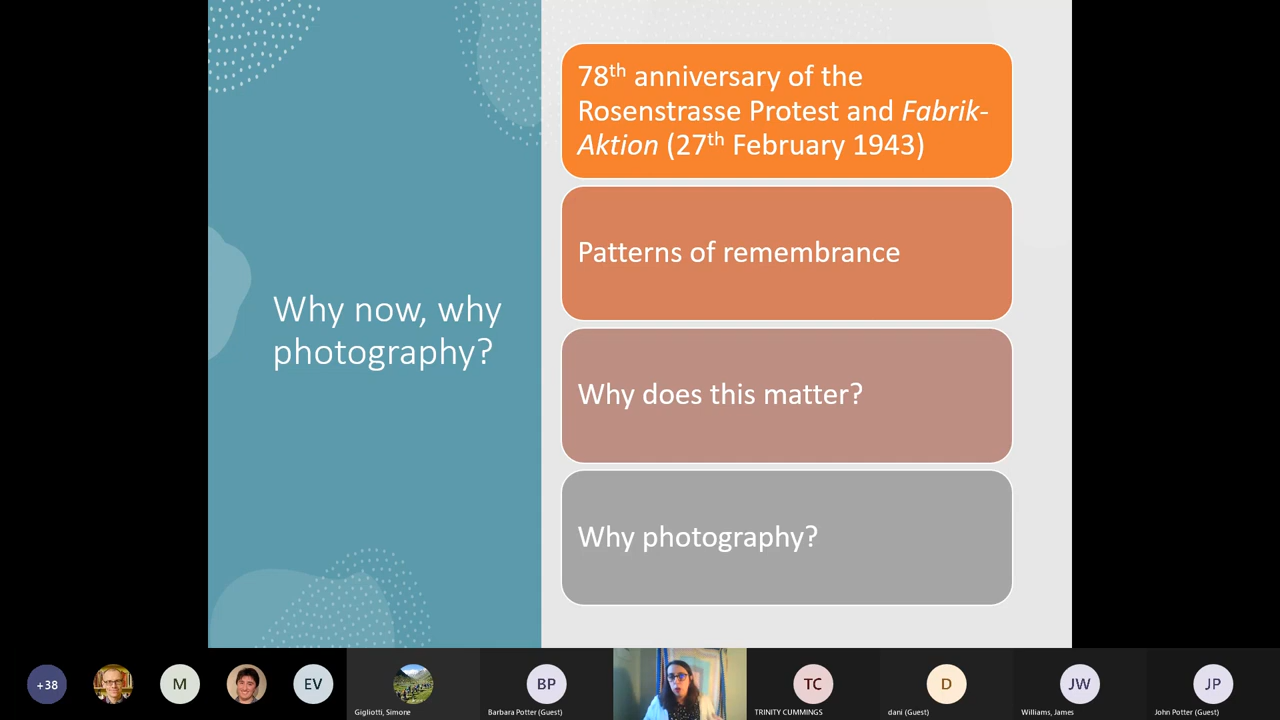 Why now, why
photography?
78th anniversary of the
Rosenstrasse Protest and Fabrik-
Aktion (27th February 1943)
Patterns of remembrance
Why does this matter?
Why photography?
+38
M
EV
Gigliotti, Simone
BP
Barbara Potter (Guest)
TC
TRINITY CUMMINGS
D
dani (Guest)
JW
Williams, James
JP
John Potter (Guest)